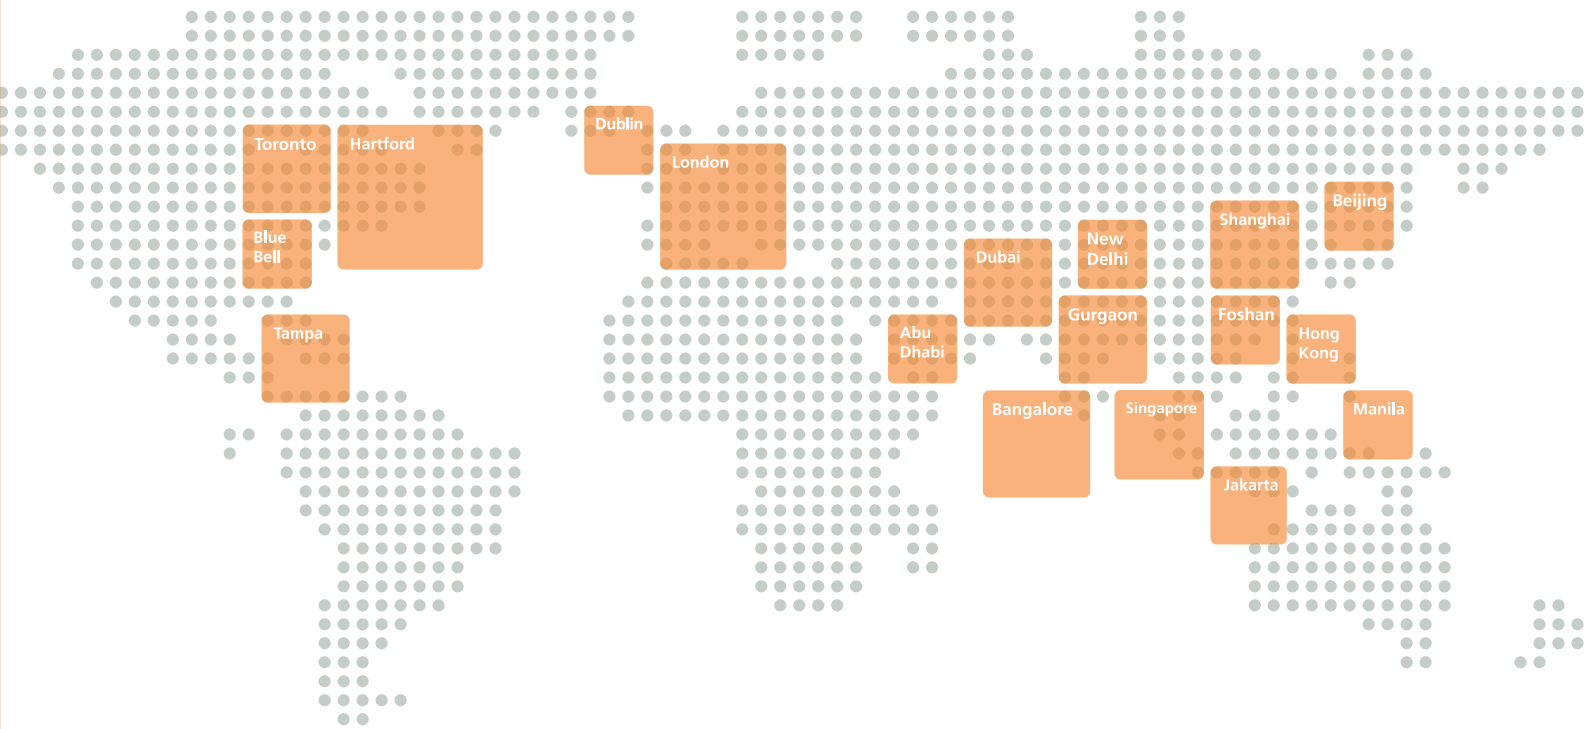 Dublin
Toronto
Hartford
London
Beijing
Shanghai
Blue
Bell
New
Delhi
Dubai
Gurgaon
Foshan
Tampa
Abu
Dhabi
Hong
Kong
Bangalore
Singapore
Manila
Jakarta